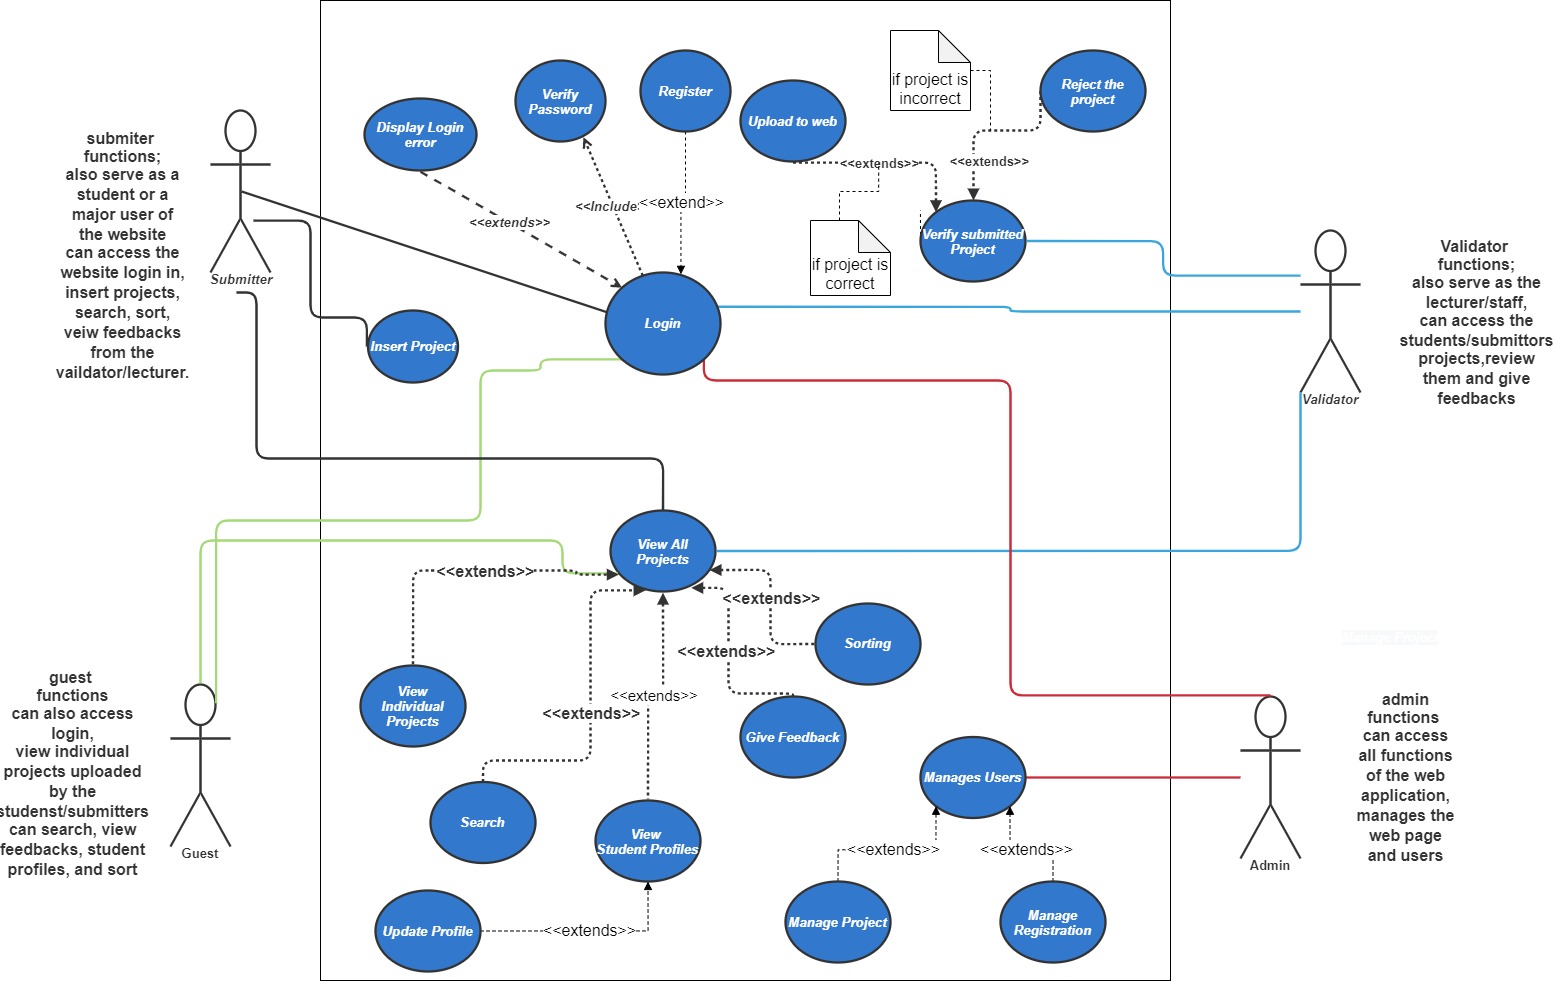 submiter
functions;
also serve as a
student or a
major user of
the website
can access the
website login in,
insert projects,
search, sort,
veiw feedbacks
from the
vaildator/lecturer.
Submitter
Display Login
error
Verify
Password
Register
Upload to web
if project is
incorrect
Reject the
project
<<extends>>
<<Include
<<extend>>
<<extends>>
<<extends>>
if project is
correct
Verify submitted
Project
Login
Insert Project
Validator
Validator
functions;
also serve as the
lecturer/staff,
can access the
students/submittors
projects,review
them and give
feedbacks
View All
Projects
<<extends>>
<<extends>>
<<extends>>
<<extends>>
<<extends>>
Sorting
View
Individual
Projects
Give Feedback
Search
View
Student Profiles
Update Profile
<<extends>>
Manages Users
<<extends>>
<<extends>>
Manage Project
Manage
Registration
Manage Project
guest
functions
can also access
login,
view individual
projects uploaded
by the
studenst/submitters
can search, view
feedbacks, student
profiles, and sort
Guest
Admin
admin
functions
can access
all functions
of the web
application,
manages the
web page
and users